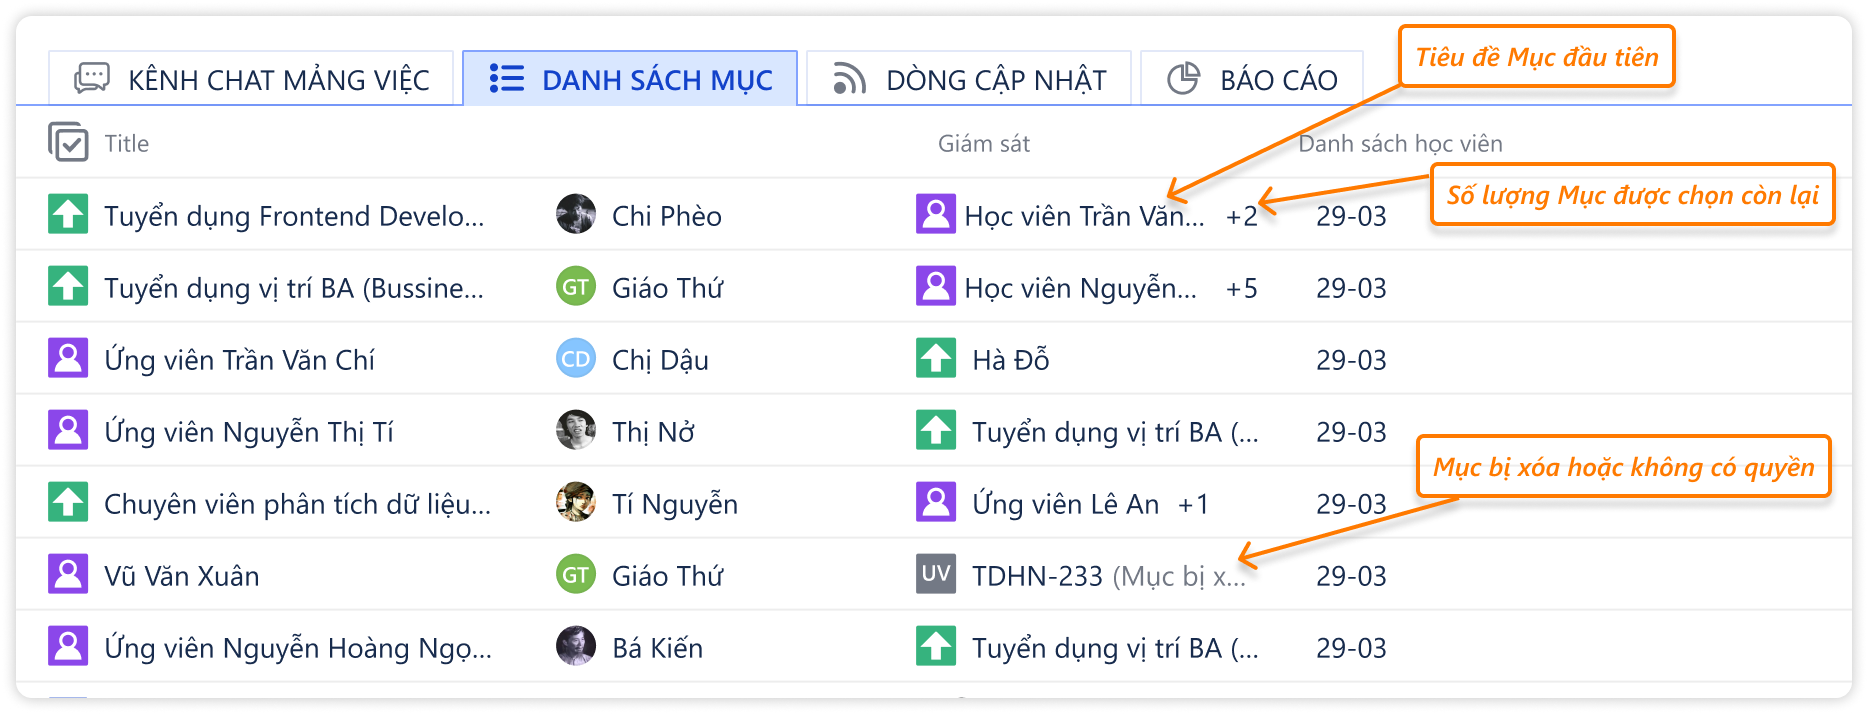 KÊNH CHAT MẢNG VIỆC
DANH SÁCH MỤC
DÒNG CẬP NHẬT
BÁO CÁO
Tiêu đề Mục đầu tiên
Title
Giám sát
Danh sách học viên
Số lượng Mục được chọn còn lại
Tuyển dụng Frontend Develo...
Chi Phèo
Học viên Trần Văn...
+2
29-03
Tuyển dụng vị trí BA (Bussine...
GT
Giáo Thứ
Học viên Nguyễn...
+5
29-03
Ứng viên Trần Văn Chí
CD
Chị Dậu
Hà Đỗ
29-03
Ứng viên Nguyễn Thị Tí
Thị Nở
Tuyển dụng vị trí BA (...
29-03
Mục bị xóa hoặc không có quyền
Chuyên viên phân tích dữ liệu...
Tí Nguyễn
Ứng viên Lê An
+1
29-03
Vũ Văn Xuân
GT
Giáo Thứ
UV
TDHN-233 (Mục bị x...
29-03
Ứng viên Nguyễn Hoàng Ngọ...
Bá Kiến
Tuyển dụng vị trí BA (...
29-03